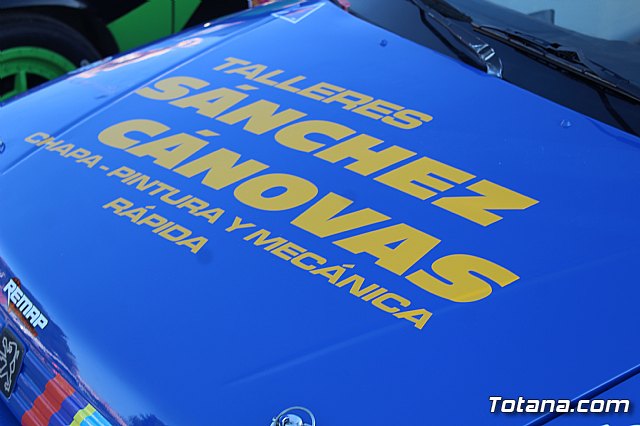 TALLERES
SÁNCHEZ
CÁNOVAS
CHAPA - PINTURA Y MECÁNICA
RÁPIDA
REMAP
Totana.com